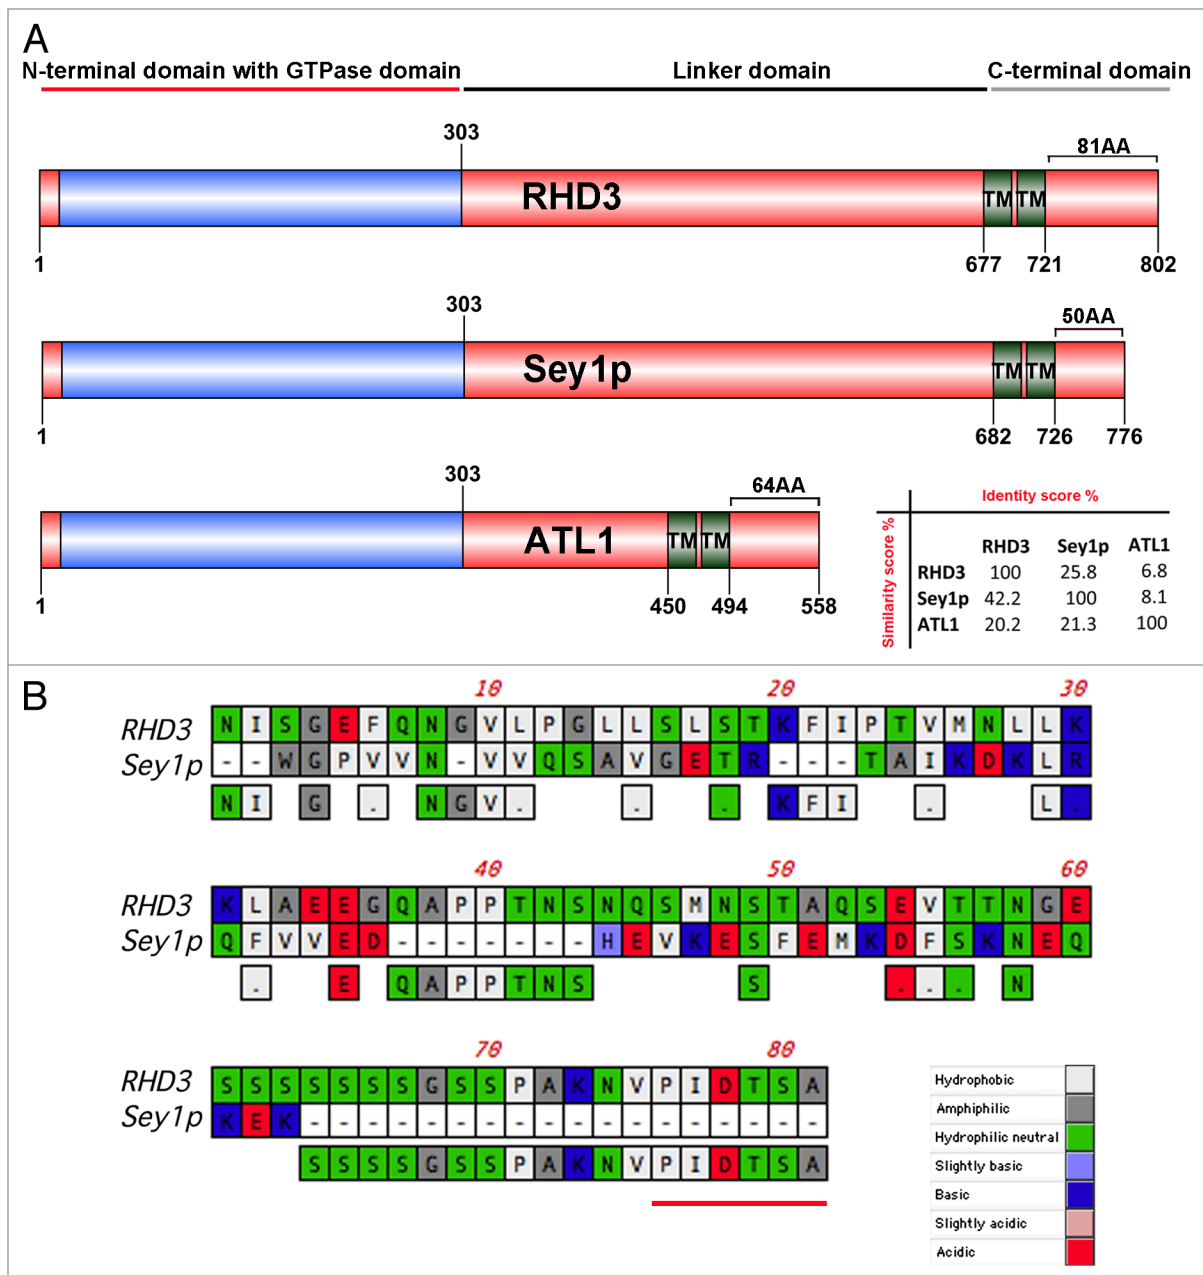 A
N-terminal domain with GTPase domain Linker domain C-terminal domain
303
81AA
RHD3 TM TM
1 677 721 802
303
50AA
Sey1p TM TM
1 682 726 776
303
64AA
ATL1 TM TM
1 450 494 558
Identity score %
Similarity score %
RHD3 Sey1p ATL1
RHD3 100 25.8 6.8
Sey1p 42.2 100 8.1
ATL1 20.2 21.3 100
B
10 20 30
RHD3 N I S G E F Q N G V L P G L L S L S T K F I P T V M N L L K
Sey1p - - W G P V V N - V V Q S A V G E T R - - - T A I K D K L R
N I G . N G V . . . K F I . L .
40 50 60
RHD3 K L A E E G Q A P P T N S N Q S M N S T A Q S E V T T N G E
Sey1p Q F V V E D - - - - - - - H E V K E S F E M K D F S K N E Q
. E Q A P P T N S S . . . N
70 80
RHD3 S S S S S S S G S S P A K N V P I D T S A
Sey1p K E K - - - - - - - - - - - - - - - - - -
S S S S G S S P A K N V P I D T S A
Hydrophobic
Amphiphilic
Hydrophilic neutral
Slightly basic
Basic
Slightly acidic
Acidic